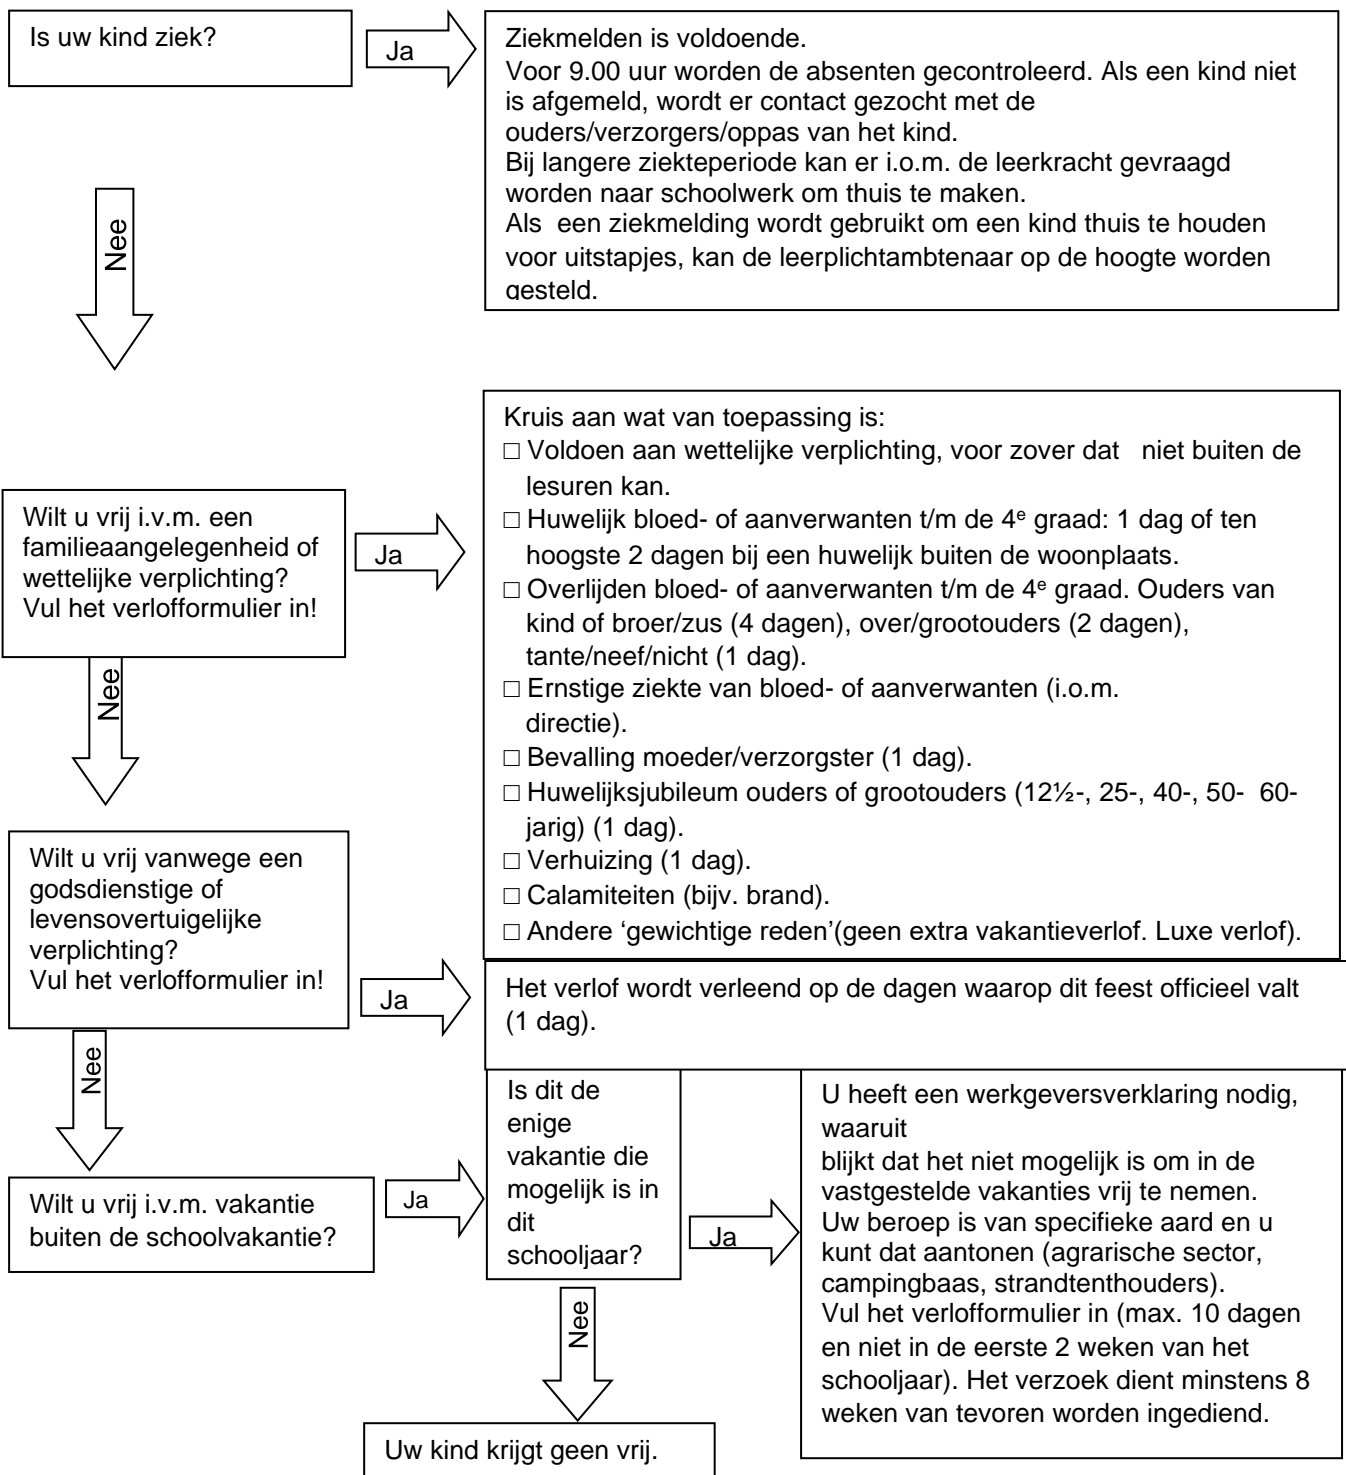 Is uw kind ziek?
Ja
Ziekmelden is voldoende.
Voor 9.00 uur worden de absenten gecontroleerd. Als een kind niet
is afgemeld, wordt er contact gezocht met de
ouders/verzorgers/oppas van het kind.
Bij langere ziekteperiode kan er i.o.m. de leerkracht gevraagd
worden naar schoolwerk om thuis te maken.
Als  een ziekmelding wordt gebruikt om een kind thuis te houden
voor uitstapjes, kan de leerplichtambtenaar op de hoogte worden
gesteld.
Nee
Wilt u vrij i.v.m. een
familieaangelegenheid of
wettelijke verplichting?
Vul het verlofformulier in!
Ja
Kruis aan wat van toepassing is:
□ Voldoen aan wettelijke verplichting, voor zover dat   niet buiten de
lesuren kan.
□ Huwelijk bloed- of aanverwanten t/m de 4e graad: 1 dag of ten
hoogste 2 dagen bij een huwelijk buiten de woonplaats.
□ Overlijden bloed- of aanverwanten t/m de 4e graad. Ouders van
kind of broer/zus (4 dagen), over/grootouders (2 dagen),
tante/neef/nicht (1 dag).
□ Ernstige ziekte van bloed- of aanverwanten (i.o.m.
directie).
□ Bevalling moeder/verzorgster (1 dag).
□ Huwelijksjubileum ouders of grootouders (12½-, 25-, 40-, 50-  60-
jarig) (1 dag).
□ Verhuizing (1 dag).
□ Calamiteiten (bijv. brand).
□ Andere ‘gewichtige reden’(geen extra vakantieverlof. Luxe verlof).
Nee
Wilt u vrij vanwege een
godsdienstige of
levensovertuigelijke
verplichting?
Vul het verlofformulier in!
Ja
Het verlof wordt verleend op de dagen waarop dit feest officieel valt
(1 dag).
Nee
Wilt u vrij i.v.m. vakantie
buiten de schoolvakantie?
Ja
Is dit de
enige
vakantie die
mogelijk is in
dit
schooljaar?
Ja
U heeft een werkgeversverklaring nodig,
waaruit
blijkt dat het niet mogelijk is om in de
vastgestelde vakanties vrij te nemen.
Uw beroep is van specifieke aard en u
kunt dat aantonen (agrarische sector,
campingbaas, strandtenthouders).
Vul het verlofformulier in (max. 10 dagen
en niet in de eerste 2 weken van het
schooljaar). Het verzoek dient minstens 8
weken van tevoren worden ingediend.
Nee
Uw kind krijgt geen vrij.